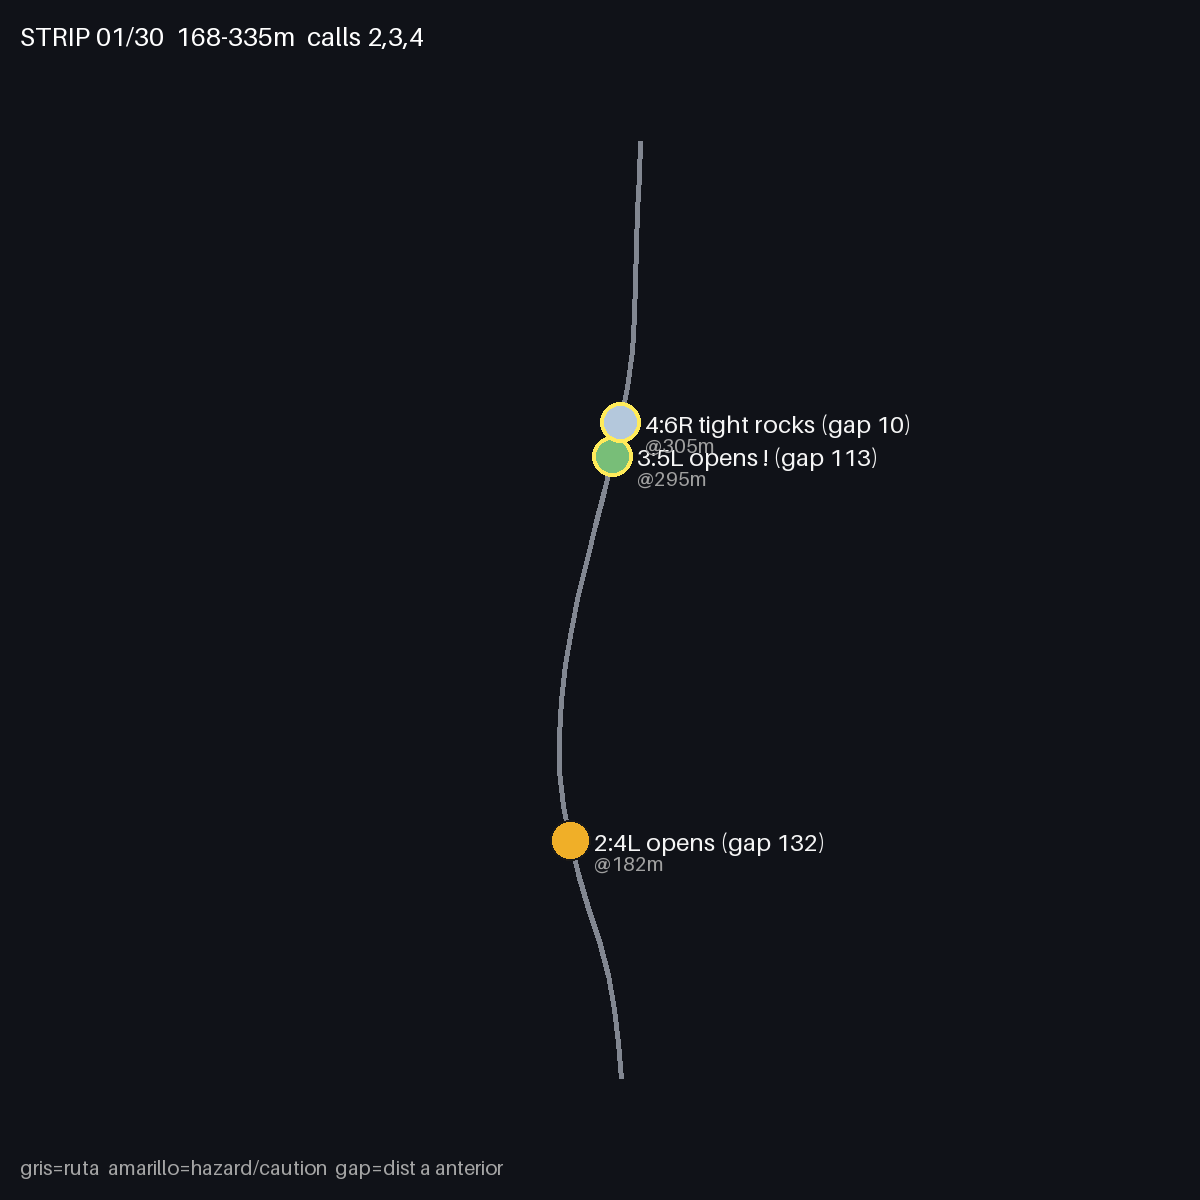 STRIP 01/30  168-335m  calls 2,3,4
4:6R tight rocks (gap 10)
@305m
3:5L opens ! (gap 113)
@295m
2:4L opens (gap 132)
@182m
gris=ruta  amarillo=hazard/caution  gap=dist a anterior